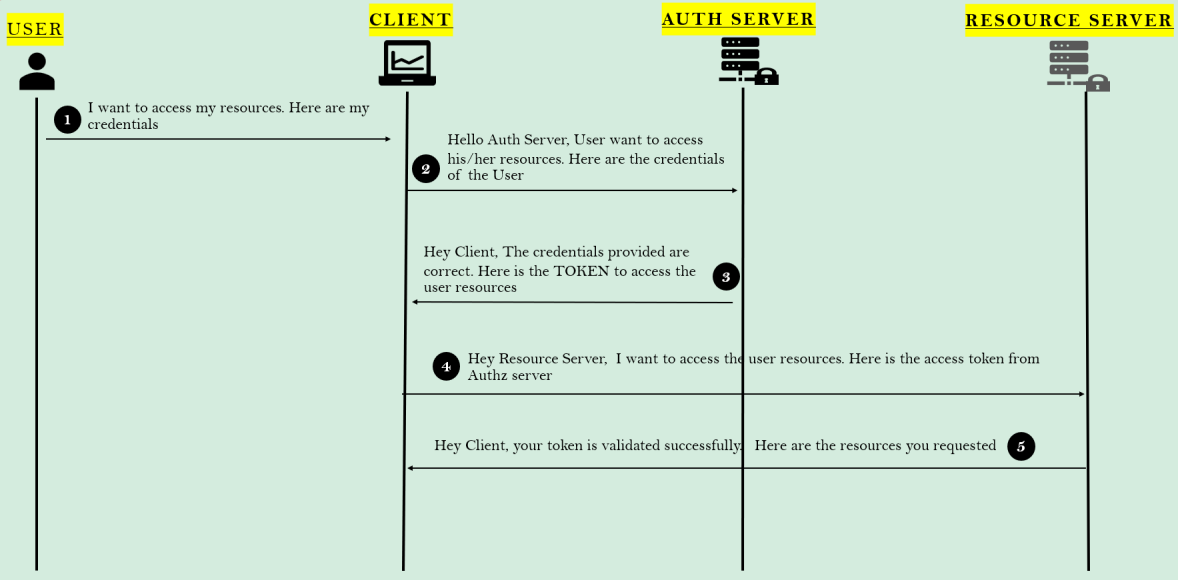 USER
CLIENT
AUTH SERVER
RESOURCE SERVER
1
I want to access my resources. Here are my
credentials
2
Hello Auth Server, User want to access
his/her resources. Here are the credentials
of the User
Hey Client, The credentials provided are
correct. Here is the TOKEN to access the
user resources
3
4
Hey Resource Server, I want to access the user resources. Here is the access token from
Authz server
Hey Client, your token is validated successfully. Here are the resources you requested
5